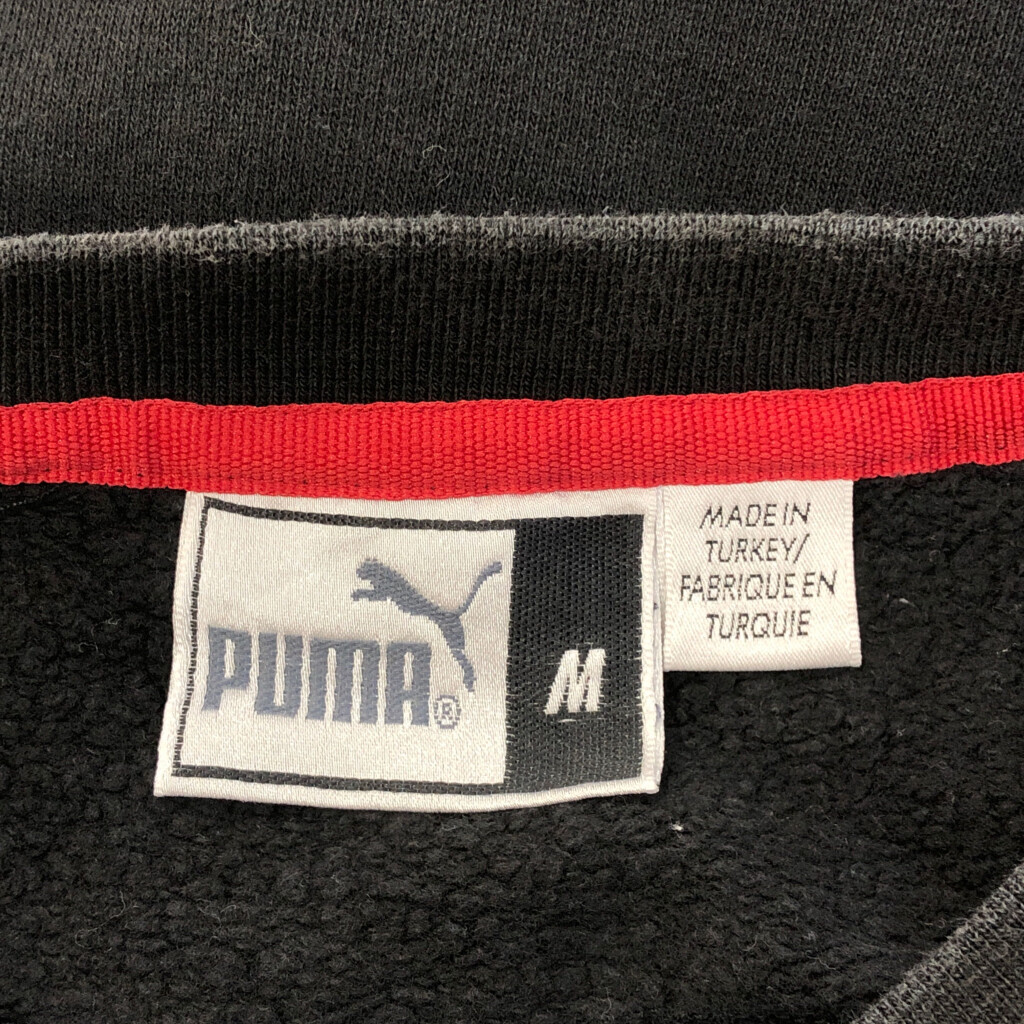 PUMA®
M
MADE IN
TURKEY/
FABRIQUE EN
TURQUIE